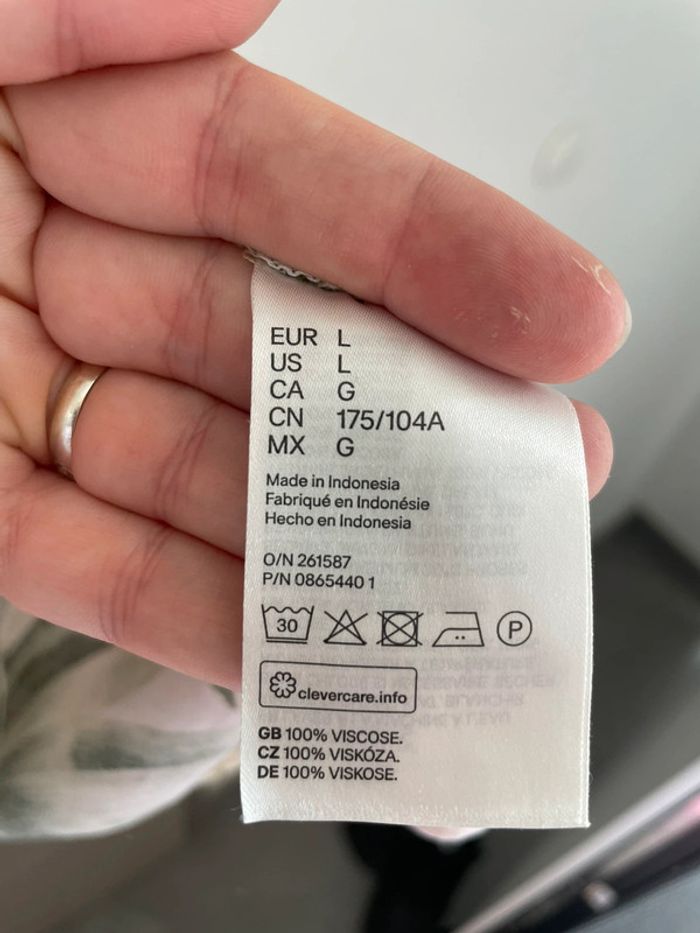 EUR L
US L
CA G
CN 175/104A
MX G
Made in Indonesia
Fabriqué en Indonésie
Hecho en Indonesia
O/N 261587
P/N 0865440 1
30
P
clevercare.info
GB 100% VISCOSE.
CZ 100% VISKÓZA.
DE 100% VISKOSE.